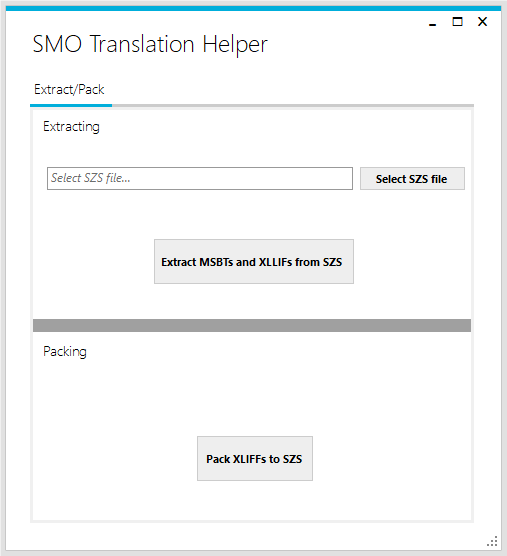 SMO Translation Helper
Extract/Pack
Extracting
Select SZS file...
Select SZS file
Extract MSBTs and XLLIFs from SZS
Packing
Pack XLIFFs to SZS